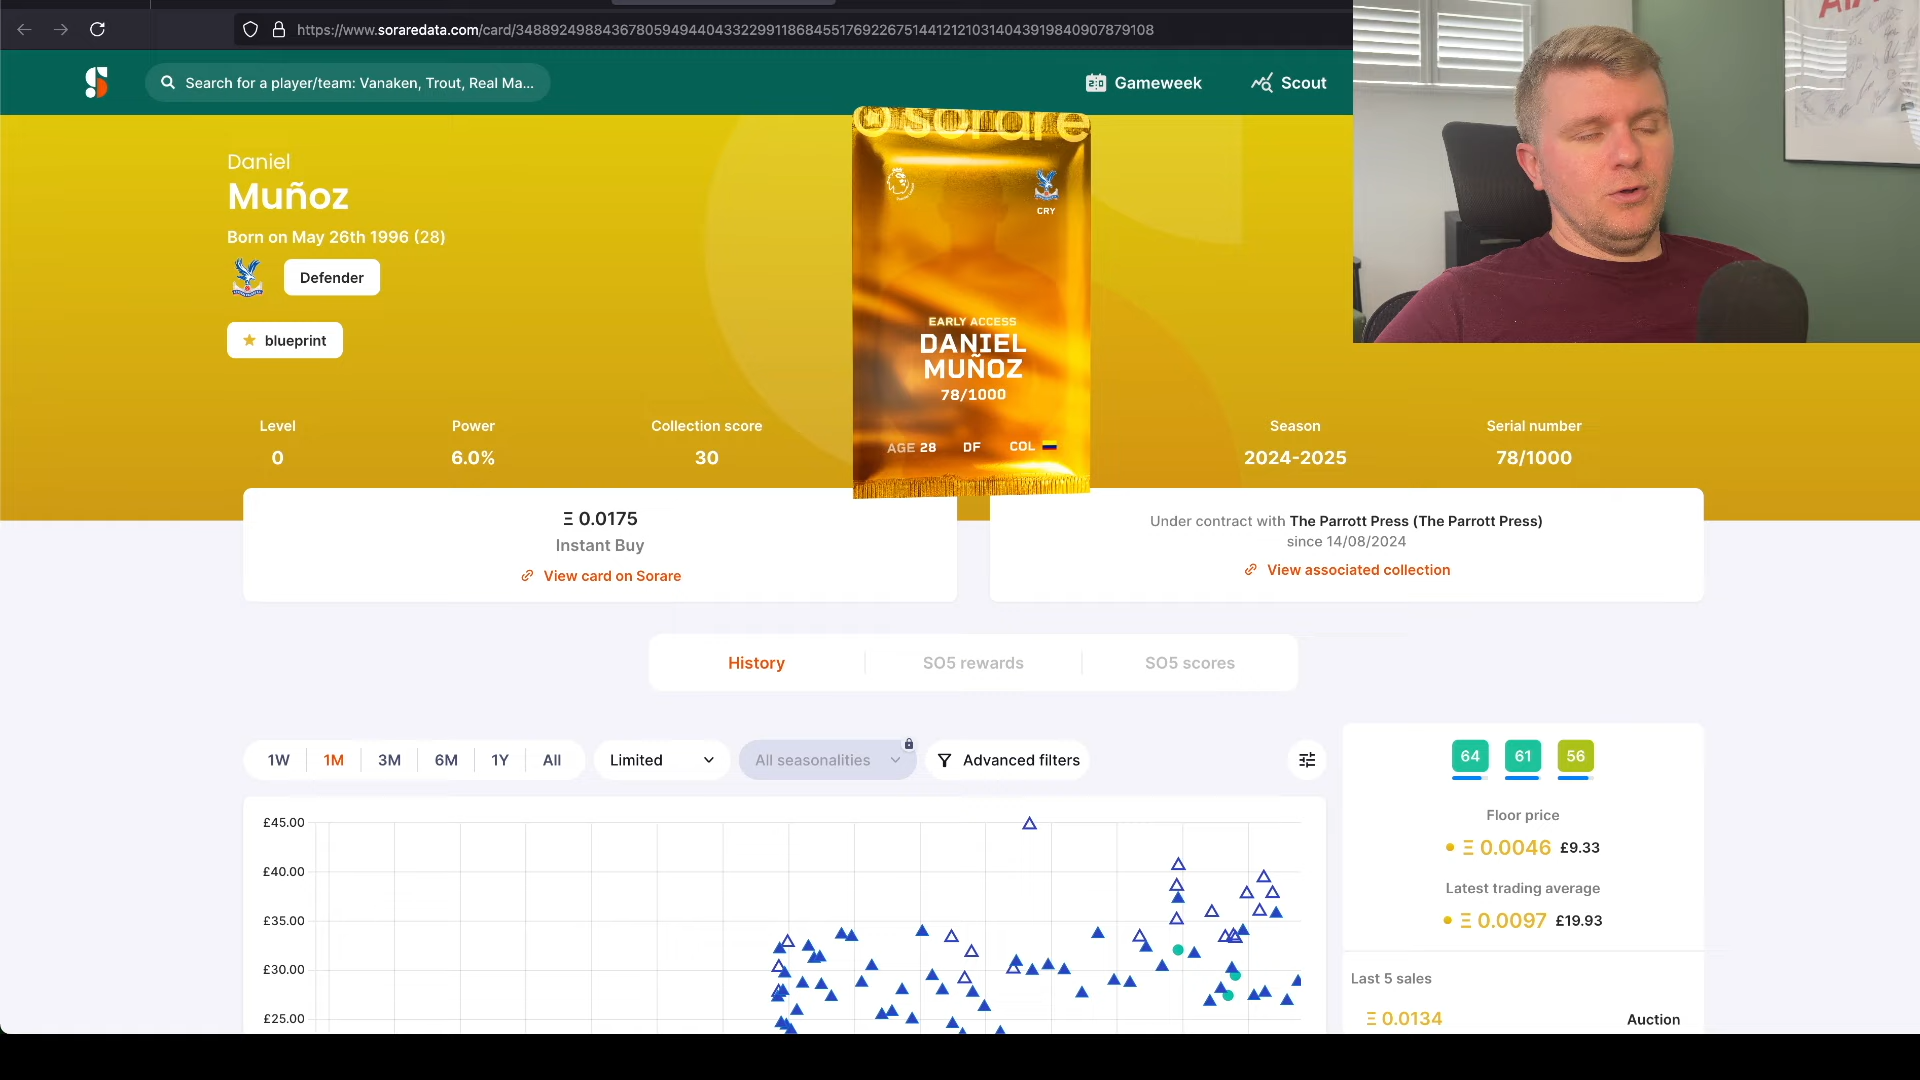 https://www.soraredata.com/card/34889249884367805949440433229911868455176922675144121210314043919840907879108
Search for a player/team: Vanaken, Trout, Real Ma...
Gameweek
Scout
Daniel
Muñoz
Born on May 26th 1996 (28)
Defender
blueprint
sorare
CRY
EARLY ACCESS
DANIEL
MUÑOZ
78/1000
AGE 28 DF COL
Level
0
Power
6.0%
Collection score
30
Season
2024-2025
Serial number
78/1000
Ξ 0.0175
Instant Buy
View card on Sorare
Under contract with The Parrott Press (The Parrott Press)
since 14/08/2024
View associated collection
History
SO5 rewards
SO5 scores
1W 1M 3M 6M 1Y All
Limited
All seasonalities
Advanced filters
£45.00
£40.00
£35.00
£30.00
£25.00
64 61 56
Floor price
Ξ 0.0046 £9.33
Latest trading average
Ξ 0.0097 £19.93
Last 5 sales
Ξ 0.0134 Auction